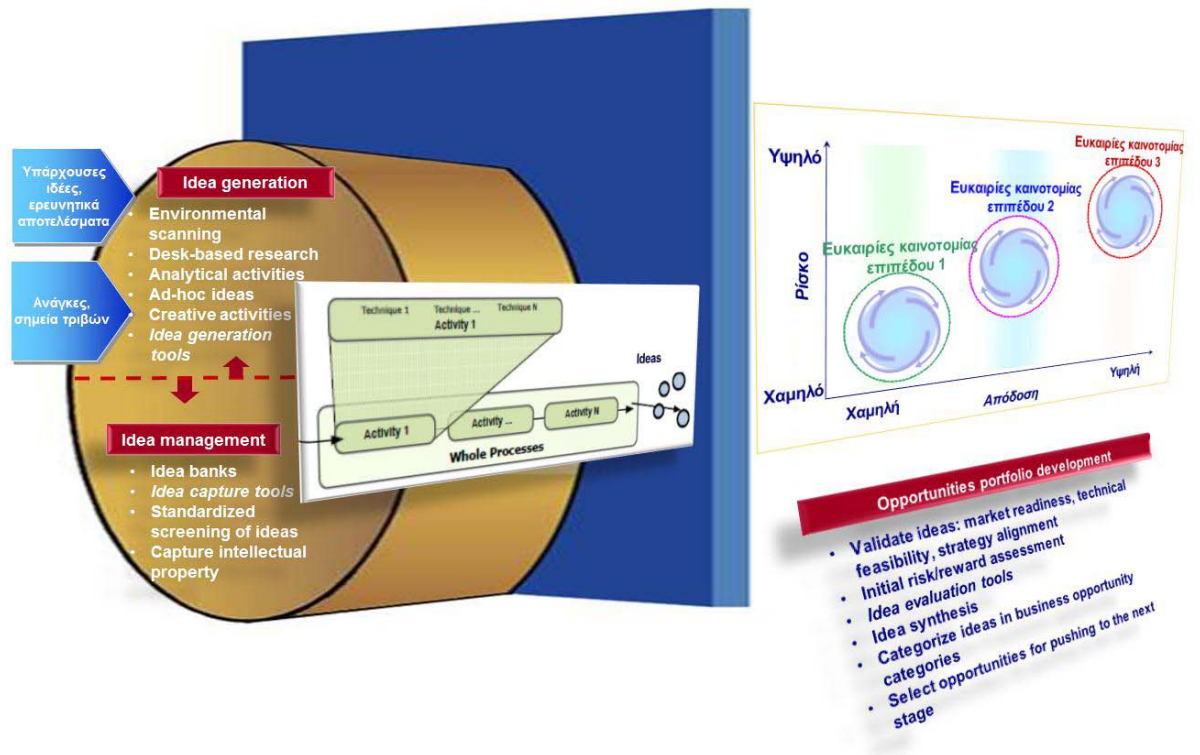 Υπάρχουσες
ιδέες,
ερευνητικά
αποτελέσματα
Ανάγκες,
σημεία τριβών
Idea generation
• Environmental
scanning
• Desk-based research
• Analytical activities
• Ad-hoc ideas
• Creative activities
• Idea generation
tools
Idea management
• Idea banks
• Idea capture tools
• Standardized
screening of ideas
• Capture intellectual
property
Technique 1 Technique ... Technique N
Activity 1
Activity 1 Activity ... Activity N
Whole Processes
Ideas
Υψηλό
Ρίσκο
Χαμηλό
Χαμηλή
Απόδοση
Υψηλή
Ευκαιρίες καινοτομίας
επιπέδου 1
Ευκαιρίες καινοτομίας
επιπέδου 2
Ευκαιρίες καινοτομίας
επιπέδου 3
Opportunities portfolio development
• Validate ideas: market readiness, technical
feasibility, strategy alignment
• Initial risk/reward assessment
• Idea evaluation tools
• Idea synthesis
• Categorize ideas in business opportunity
categories
• Select opportunities for pushing to the next
stage